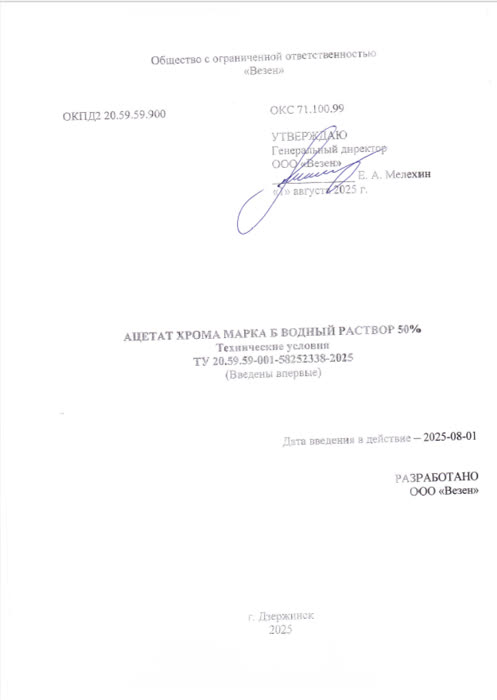 Общество с ограниченной ответственностью
«Везен»
ОКПД2 20.59.59.900
ОКС 71.100.99
УТВЕРЖДАЮ
Генеральный директор
ООО «Везен»
Е. А. Мелехин
«1» августа 2025 г.
АЦЕТАТ ХРОМА МАРКА Б ВОДНЫЙ РАСТВОР 50%
Технические условия
ТУ 20.59.59-001-58252338-2025
(Введены впервые)
Дата введения в действие – 2025-08-01
РАЗРАБОТАНО
ООО «Везен»
г. Дзержинск
2025